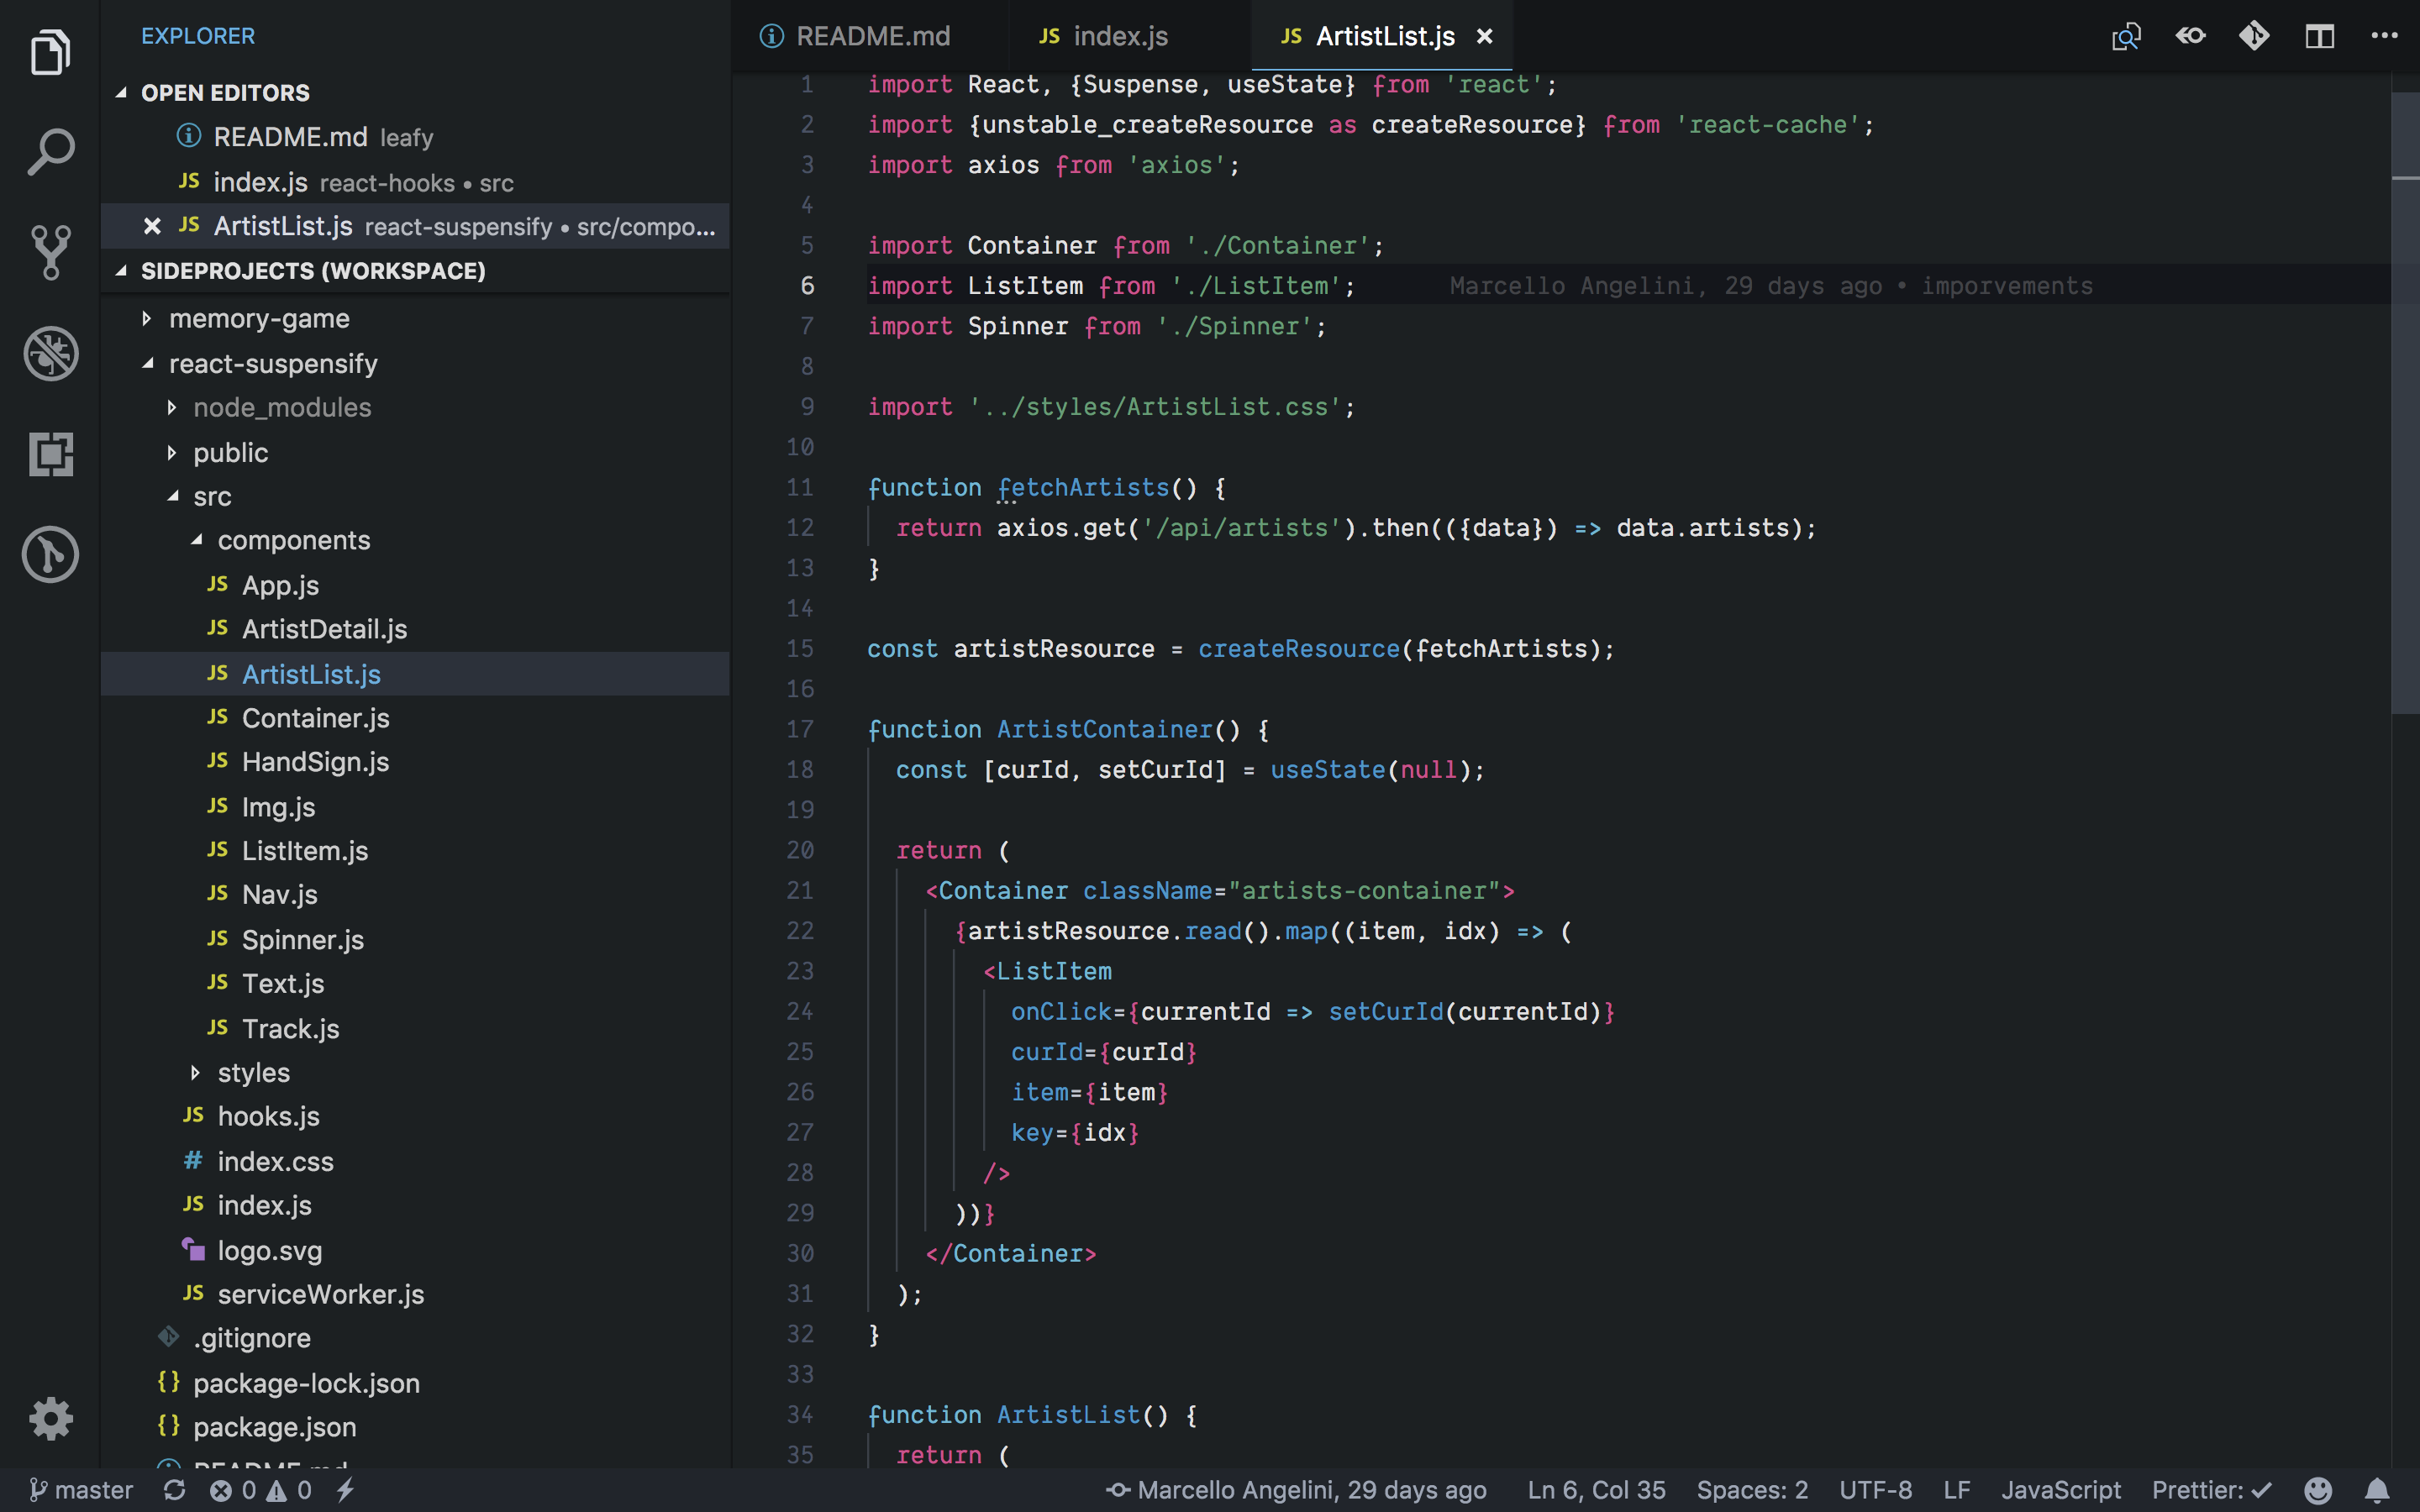 EXPLORER
OPEN EDITORS
README.md leafy
JS index.js react-hooks • src
JS ArtistList.js react-suspensify • src/compo...
SIDEPROJECTS (WORKSPACE)
memory-game
react-suspensify
node_modules
public
src
components
JS App.js
JS ArtistDetail.js
JS ArtistList.js
JS Container.js
JS HandSign.js
JS Img.js
JS ListItem.js
JS Nav.js
JS Spinner.js
JS Text.js
JS Track.js
styles
JS hooks.js
# index.css
JS index.js
logo.svg
JS serviceWorker.js
.gitignore
{} package-lock.json
{} package.json
README.md
README.md JS index.js JS ArtistList.js ×
1 import React, {Suspense, useState} from 'react';
2 import {unstable_createResource as createResource} from 'react-cache';
3 import axios from 'axios';
4
5 import Container from './Container';
6 import ListItem from './ListItem'; Marcello Angelini, 29 days ago • imporvements
7 import Spinner from './Spinner';
8
9 import '../styles/ArtistList.css';
10
11 function fetchArtists() {
12 return axios.get('/api/artists').then(({data}) => data.artists);
13 }
14
15 const artistResource = createResource(fetchArtists);
16
17 function ArtistContainer() {
18 const [curId, setCurId] = useState(null);
19
20 return (
21 <Container className="artists-container">
22 {artistResource.read().map((item, idx) => (
23 <ListItem
24 onClick={currentId => setCurId(currentId)}
25 curId={curId}
26 item={item}
27 key={idx}
28 />
29 ))}
30 </Container>
31 );
32 }
33
34 function ArtistList() {
35 return (
master 0 0 Marcello Angelini, 29 days ago Ln 6, Col 35 Spaces: 2 UTF-8 LF JavaScript Prettier: ✓